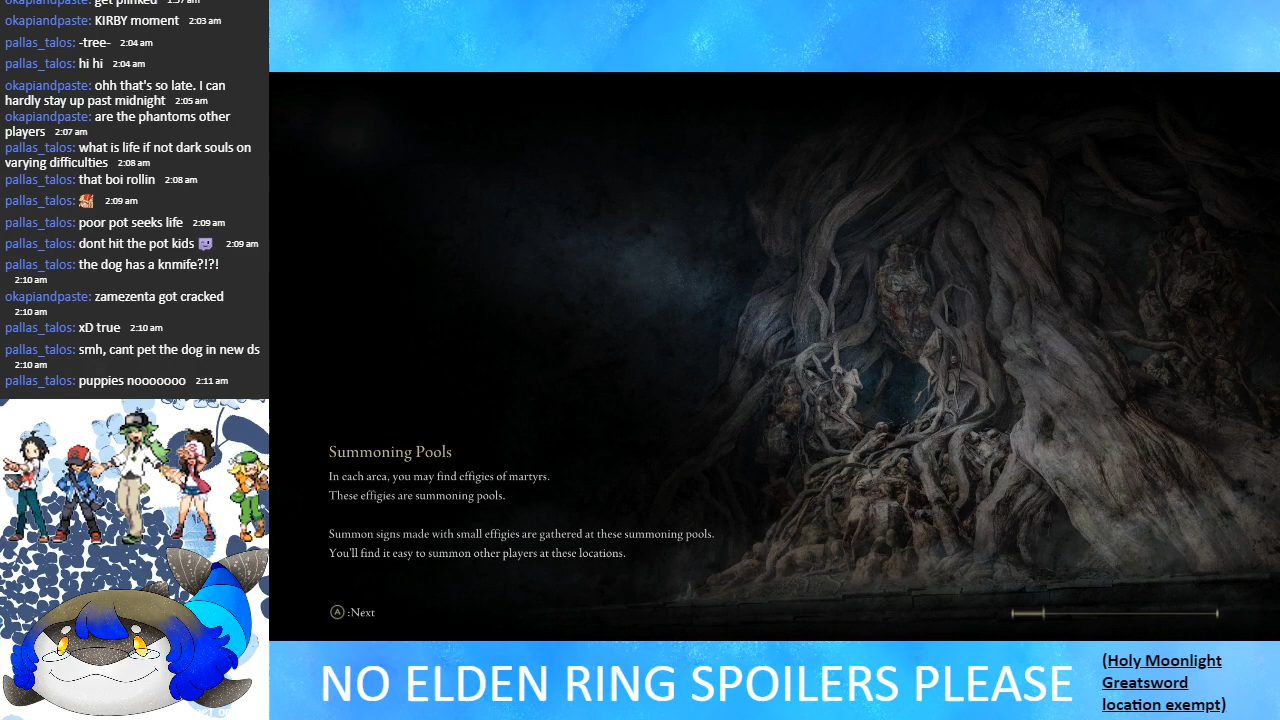 okapiandpaste: get plinked 1:57 am
okapiandpaste: KIRBY moment 2:03 am
pallas_talos: -tree- 2:04 am
pallas_talos: hi hi 2:04 am
okapiandpaste: ohh that's so late. I can
hardly stay up past midnight 2:05 am
okapiandpaste: are the phantoms other
players 2:07 am
pallas_talos: what is life if not dark souls on
varying difficulties 2:08 am
pallas_talos: that boi rollin 2:08 am
pallas_talos: 2:09 am
pallas_talos: poor pot seeks life 2:09 am
pallas_talos: dont hit the pot kids 2:09 am
pallas_talos: the dog has a knmife?!?!
2:10 am
okapiandpaste: zamezenta got cracked
2:10 am
pallas_talos: xD true 2:10 am
pallas_talos: smh, cant pet the dog in new ds
2:10 am
pallas_talos: puppies nooooooo 2:11 am
Summoning Pools
In each area, you may find effigies of martyrs.
These effigies are summoning pools.
Summon signs made with small effigies are gathered at these summoning pools.
You'll find it easy to summon other players at these locations.
A :Next
NO ELDEN RING SPOILERS PLEASE
(Holy Moonlight
Greatsword
location exempt)